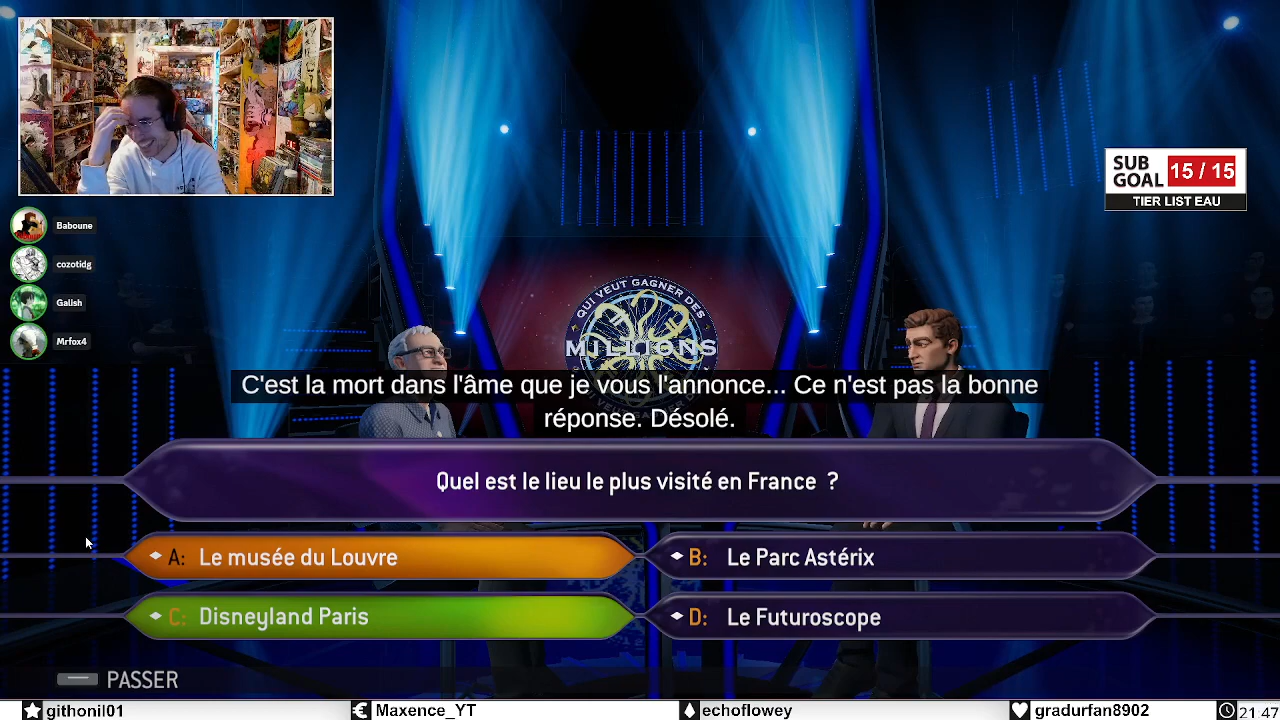 SUB
GOAL
15 / 15
TIER LIST EAU
Baboune
cozotidg
Galish
Mrfox4
QUI VEUT GAGNER DES
MILLIONS
C'est la mort dans l'âme que je vous l'annonce... Ce n'est pas la bonne
réponse. Désolé.
Quel est le lieu le plus visité en France ?
A: Le musée du Louvre
B: Le Parc Astérix
C: Disneyland Paris
D: Le Futuroscope
PASSER
githonil01
Maxence_YT
echoflowey
gradurfan8902
21:47